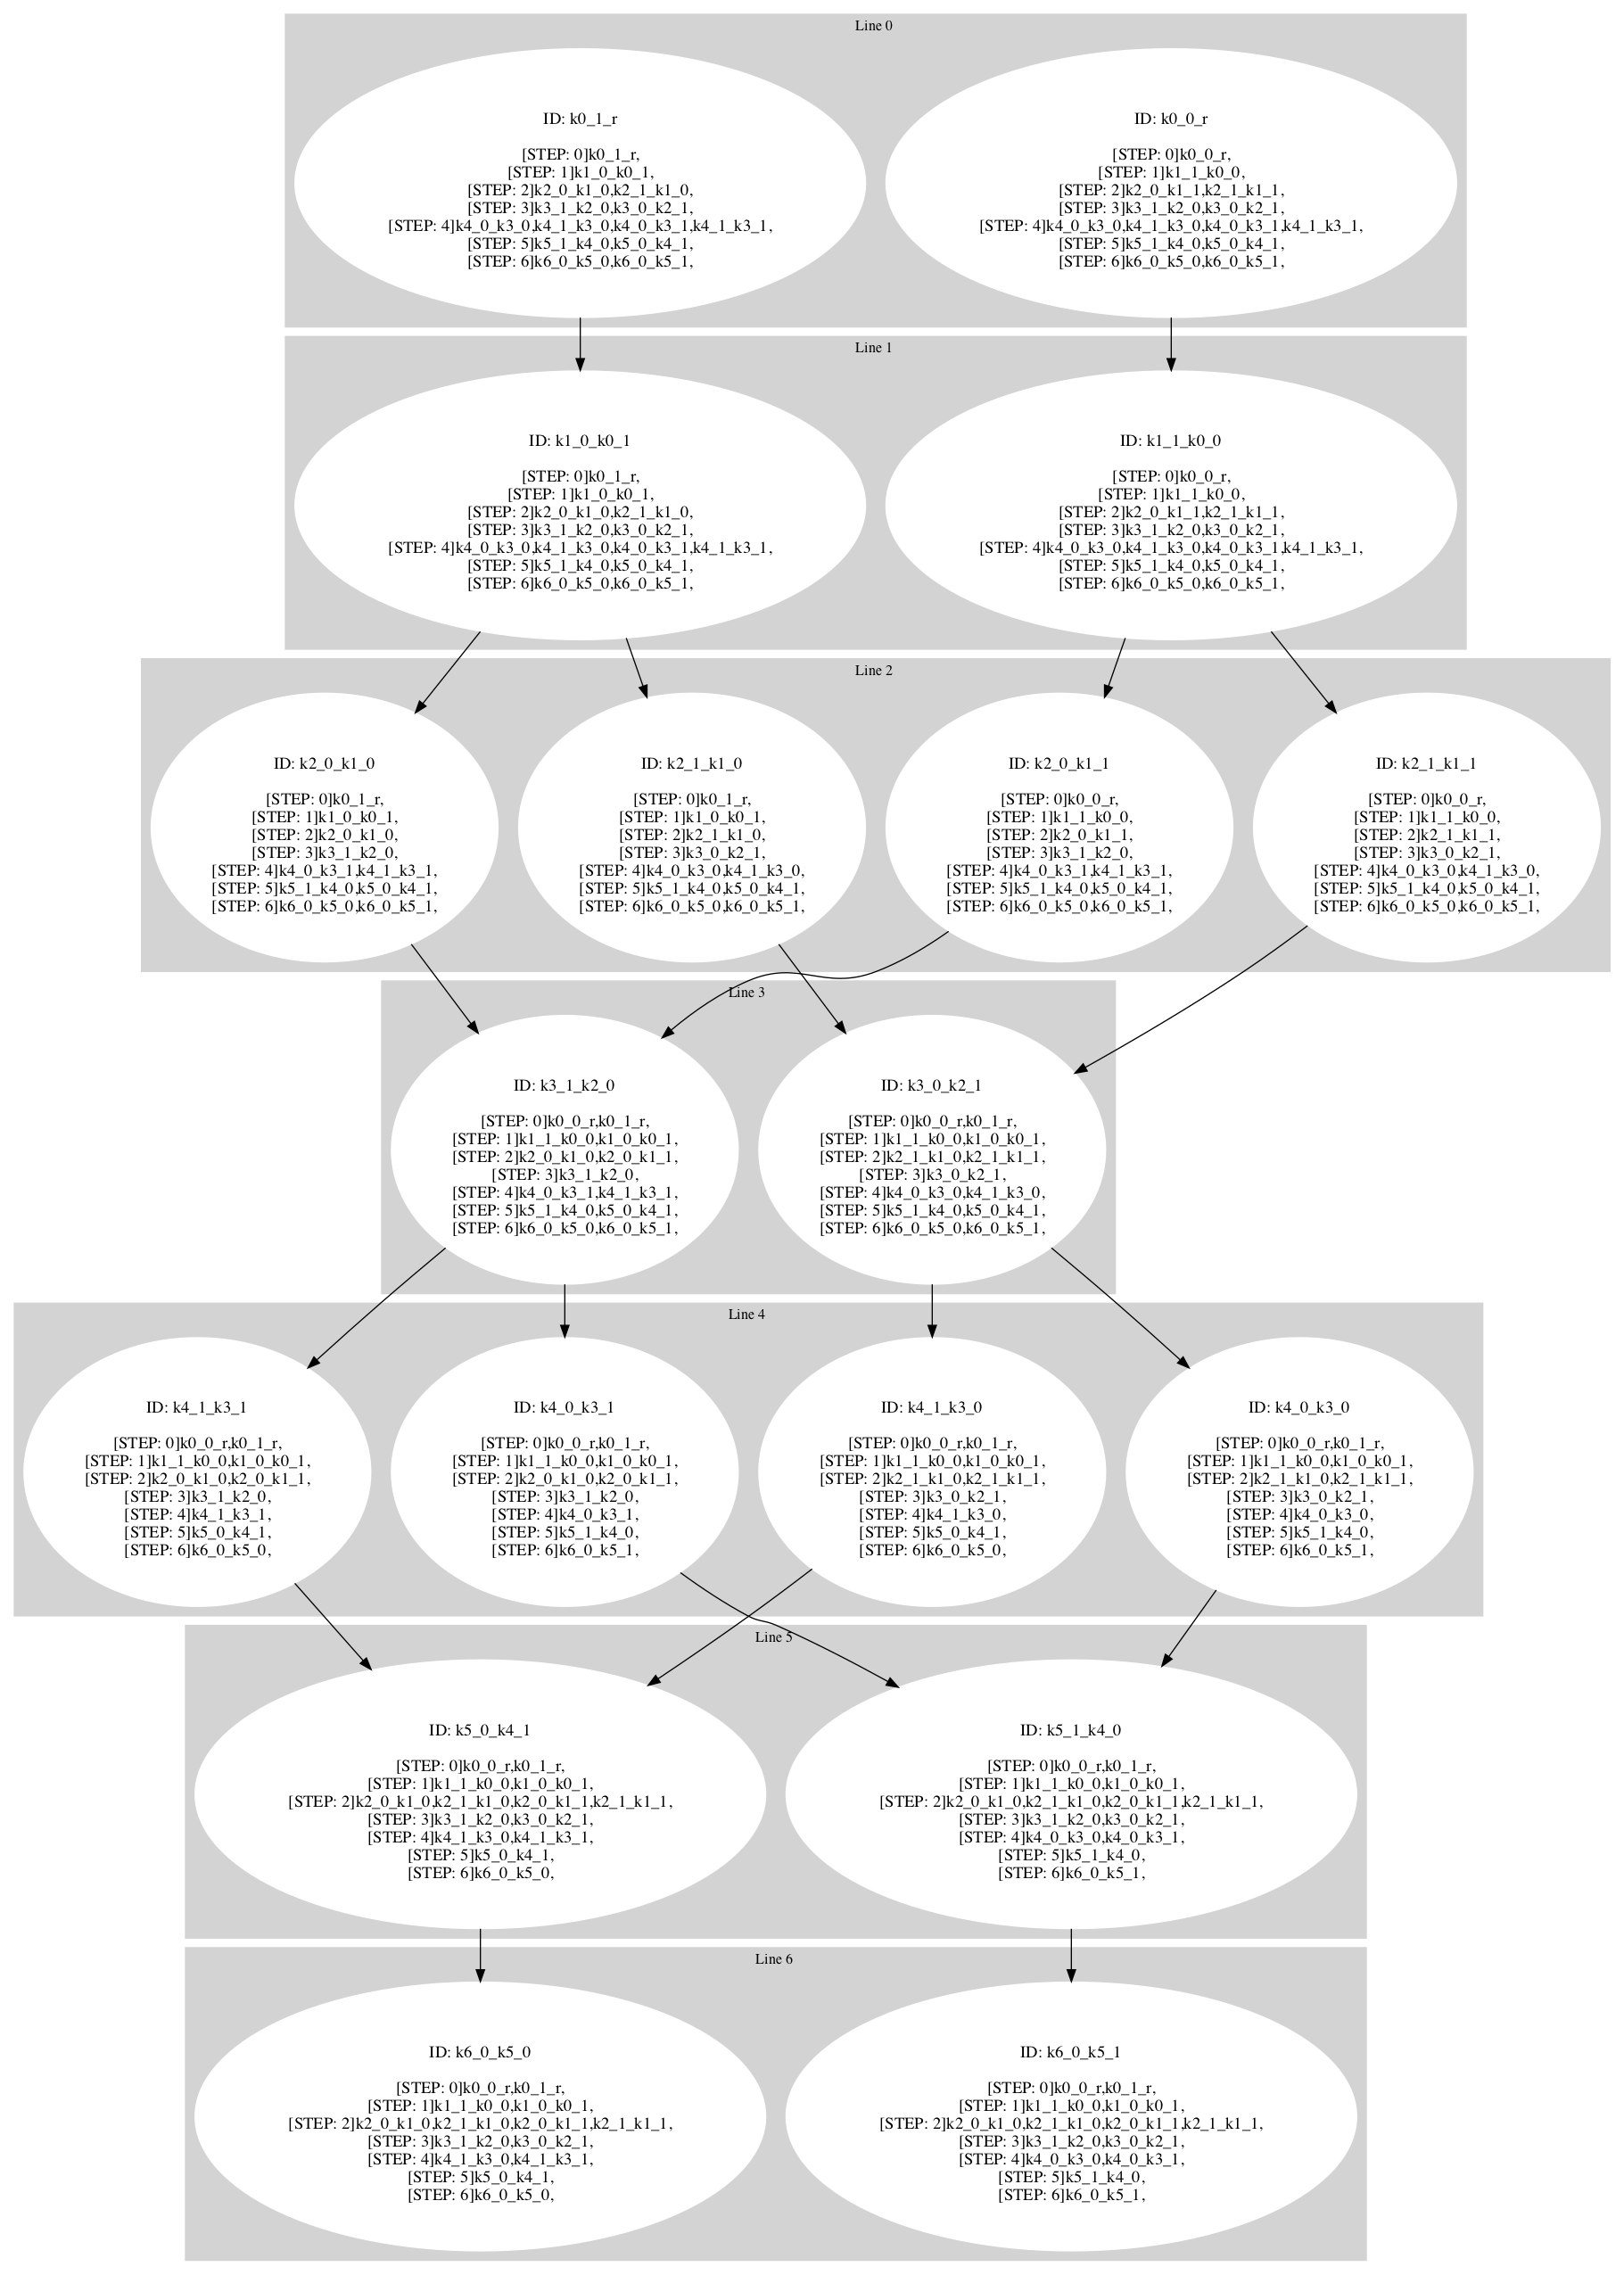 Line 0
ID: k0_1_r
[STEP: 0]k0_1_r,
[STEP: 1]k1_0_k0_1,
[STEP: 2]k2_0_k1_0,k2_1_k1_0,
[STEP: 3]k3_1_k2_0,k3_0_k2_1,
[STEP: 4]k4_0_k3_0,k4_1_k3_0,k4_0_k3_1,k4_1_k3_1,
[STEP: 5]k5_1_k4_0,k5_0_k4_1,
[STEP: 6]k6_0_k5_0,k6_0_k5_1,
ID: k0_0_r
[STEP: 0]k0_0_r,
[STEP: 1]k1_1_k0_0,
[STEP: 2]k2_0_k1_1,k2_1_k1_1,
[STEP: 3]k3_1_k2_0,k3_0_k2_1,
[STEP: 4]k4_0_k3_0,k4_1_k3_0,k4_0_k3_1,k4_1_k3_1,
[STEP: 5]k5_1_k4_0,k5_0_k4_1,
[STEP: 6]k6_0_k5_0,k6_0_k5_1,
Line 1
ID: k1_0_k0_1
[STEP: 0]k0_1_r,
[STEP: 1]k1_0_k0_1,
[STEP: 2]k2_0_k1_0,k2_1_k1_0,
[STEP: 3]k3_1_k2_0,k3_0_k2_1,
[STEP: 4]k4_0_k3_0,k4_1_k3_0,k4_0_k3_1,k4_1_k3_1,
[STEP: 5]k5_1_k4_0,k5_0_k4_1,
[STEP: 6]k6_0_k5_0,k6_0_k5_1,
ID: k1_1_k0_0
[STEP: 0]k0_0_r,
[STEP: 1]k1_1_k0_0,
[STEP: 2]k2_0_k1_1,k2_1_k1_1,
[STEP: 3]k3_1_k2_0,k3_0_k2_1,
[STEP: 4]k4_0_k3_0,k4_1_k3_0,k4_0_k3_1,k4_1_k3_1,
[STEP: 5]k5_1_k4_0,k5_0_k4_1,
[STEP: 6]k6_0_k5_0,k6_0_k5_1,
Line 2
ID: k2_0_k1_0
[STEP: 0]k0_1_r,
[STEP: 1]k1_0_k0_1,
[STEP: 2]k2_0_k1_0,
[STEP: 3]k3_1_k2_0,
[STEP: 4]k4_0_k3_1,k4_1_k3_1,
[STEP: 5]k5_1_k4_0,k5_0_k4_1,
[STEP: 6]k6_0_k5_0,k6_0_k5_1,
ID: k2_1_k1_0
[STEP: 0]k0_1_r,
[STEP: 1]k1_0_k0_1,
[STEP: 2]k2_1_k1_0,
[STEP: 3]k3_0_k2_1,
[STEP: 4]k4_0_k3_0,k4_1_k3_0,
[STEP: 5]k5_1_k4_0,k5_0_k4_1,
[STEP: 6]k6_0_k5_0,k6_0_k5_1,
ID: k2_0_k1_1
[STEP: 0]k0_0_r,
[STEP: 1]k1_1_k0_0,
[STEP: 2]k2_0_k1_1,
[STEP: 3]k3_1_k2_0,
[STEP: 4]k4_0_k3_1,k4_1_k3_1,
[STEP: 5]k5_1_k4_0,k5_0_k4_1,
[STEP: 6]k6_0_k5_0,k6_0_k5_1,
ID: k2_1_k1_1
[STEP: 0]k0_0_r,
[STEP: 1]k1_1_k0_0,
[STEP: 2]k2_1_k1_1,
[STEP: 3]k3_0_k2_1,
[STEP: 4]k4_0_k3_0,k4_1_k3_0,
[STEP: 5]k5_1_k4_0,k5_0_k4_1,
[STEP: 6]k6_0_k5_0,k6_0_k5_1,
Line 3
ID: k3_1_k2_0
[STEP: 0]k0_0_r,k0_1_r,
[STEP: 1]k1_1_k0_0,k1_0_k0_1,
[STEP: 2]k2_0_k1_0,k2_0_k1_1,
[STEP: 3]k3_1_k2_0,
[STEP: 4]k4_0_k3_1,k4_1_k3_1,
[STEP: 5]k5_1_k4_0,k5_0_k4_1,
[STEP: 6]k6_0_k5_0,k6_0_k5_1,
ID: k3_0_k2_1
[STEP: 0]k0_0_r,k0_1_r,
[STEP: 1]k1_1_k0_0,k1_0_k0_1,
[STEP: 2]k2_1_k1_0,k2_1_k1_1,
[STEP: 3]k3_0_k2_1,
[STEP: 4]k4_0_k3_0,k4_1_k3_0,
[STEP: 5]k5_1_k4_0,k5_0_k4_1,
[STEP: 6]k6_0_k5_0,k6_0_k5_1,
Line 4
ID: k4_1_k3_1
[STEP: 0]k0_0_r,k0_1_r,
[STEP: 1]k1_1_k0_0,k1_0_k0_1,
[STEP: 2]k2_0_k1_0,k2_0_k1_1,
[STEP: 3]k3_1_k2_0,
[STEP: 4]k4_1_k3_1,
[STEP: 5]k5_0_k4_1,
[STEP: 6]k6_0_k5_0,
ID: k4_0_k3_1
[STEP: 0]k0_0_r,k0_1_r,
[STEP: 1]k1_1_k0_0,k1_0_k0_1,
[STEP: 2]k2_0_k1_0,k2_0_k1_1,
[STEP: 3]k3_1_k2_0,
[STEP: 4]k4_0_k3_1,
[STEP: 5]k5_1_k4_0,
[STEP: 6]k6_0_k5_1,
ID: k4_1_k3_0
[STEP: 0]k0_0_r,k0_1_r,
[STEP: 1]k1_1_k0_0,k1_0_k0_1,
[STEP: 2]k2_1_k1_0,k2_1_k1_1,
[STEP: 3]k3_0_k2_1,
[STEP: 4]k4_1_k3_0,
[STEP: 5]k5_0_k4_1,
[STEP: 6]k6_0_k5_0,
ID: k4_0_k3_0
[STEP: 0]k0_0_r,k0_1_r,
[STEP: 1]k1_1_k0_0,k1_0_k0_1,
[STEP: 2]k2_1_k1_0,k2_1_k1_1,
[STEP: 3]k3_0_k2_1,
[STEP: 4]k4_0_k3_0,
[STEP: 5]k5_1_k4_0,
[STEP: 6]k6_0_k5_1,
Line 5
ID: k5_0_k4_1
[STEP: 0]k0_0_r,k0_1_r,
[STEP: 1]k1_1_k0_0,k1_0_k0_1,
[STEP: 2]k2_0_k1_0,k2_1_k1_0,k2_0_k1_1,k2_1_k1_1,
[STEP: 3]k3_1_k2_0,k3_0_k2_1,
[STEP: 4]k4_1_k3_0,k4_1_k3_1,
[STEP: 5]k5_0_k4_1,
[STEP: 6]k6_0_k5_0,
ID: k5_1_k4_0
[STEP: 0]k0_0_r,k0_1_r,
[STEP: 1]k1_1_k0_0,k1_0_k0_1,
[STEP: 2]k2_0_k1_0,k2_1_k1_0,k2_0_k1_1,k2_1_k1_1,
[STEP: 3]k3_1_k2_0,k3_0_k2_1,
[STEP: 4]k4_0_k3_0,k4_0_k3_1,
[STEP: 5]k5_1_k4_0,
[STEP: 6]k6_0_k5_1,
Line 6
ID: k6_0_k5_0
[STEP: 0]k0_0_r,k0_1_r,
[STEP: 1]k1_1_k0_0,k1_0_k0_1,
[STEP: 2]k2_0_k1_0,k2_1_k1_0,k2_0_k1_1,k2_1_k1_1,
[STEP: 3]k3_1_k2_0,k3_0_k2_1,
[STEP: 4]k4_1_k3_0,k4_1_k3_1,
[STEP: 5]k5_0_k4_1,
[STEP: 6]k6_0_k5_0,
ID: k6_0_k5_1
[STEP: 0]k0_0_r,k0_1_r,
[STEP: 1]k1_1_k0_0,k1_0_k0_1,
[STEP: 2]k2_0_k1_0,k2_1_k1_0,k2_0_k1_1,k2_1_k1_1,
[STEP: 3]k3_1_k2_0,k3_0_k2_1,
[STEP: 4]k4_0_k3_0,k4_0_k3_1,
[STEP: 5]k5_1_k4_0,
[STEP: 6]k6_0_k5_1,